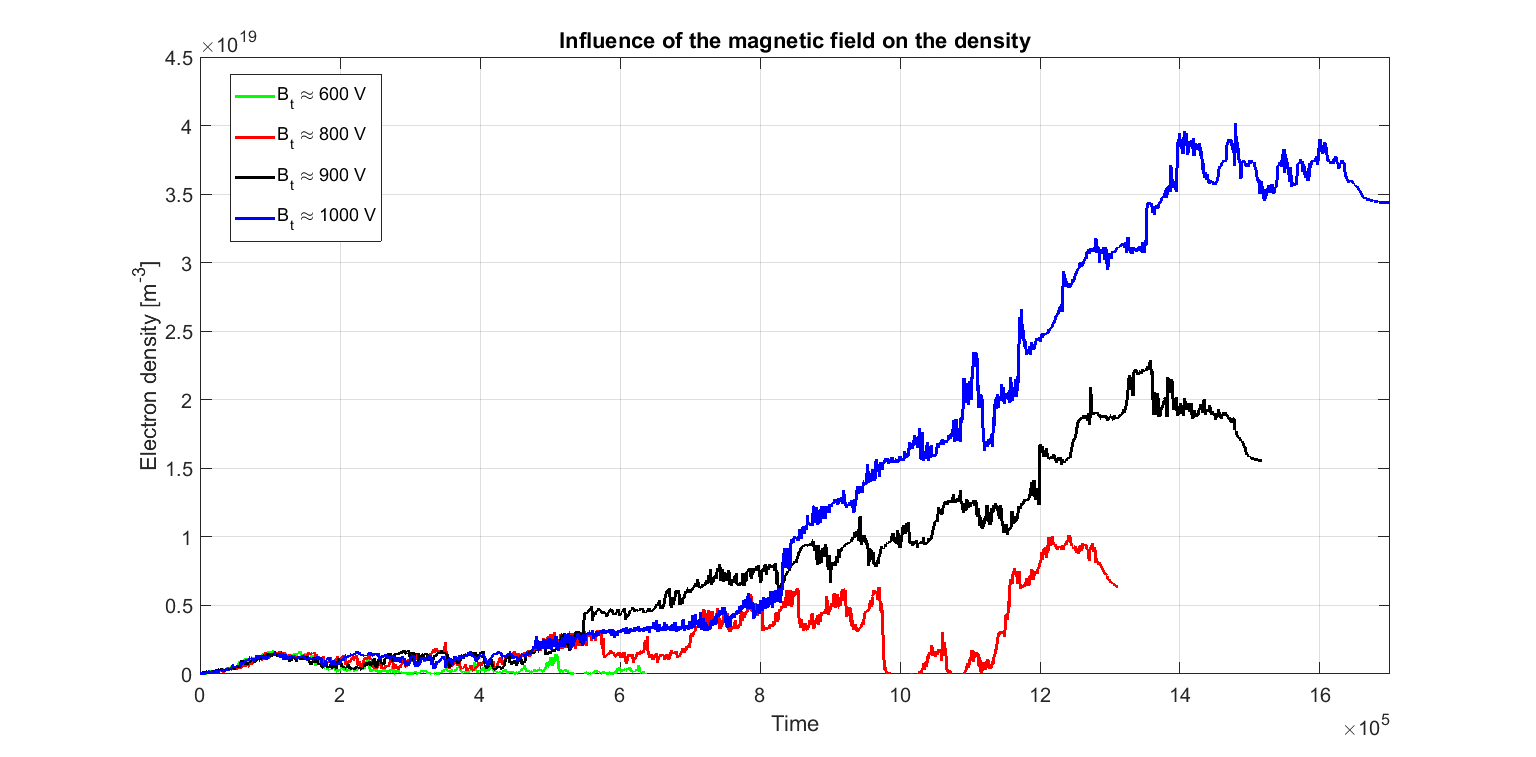 Influence of the magnetic field on the density
×10^19
4.5
4
3.5
3
2.5
2
1.5
1
0.5
0
Electron density [m^-3]
B_t ≈ 600 V
B_t ≈ 800 V
B_t ≈ 900 V
B_t ≈ 1000 V
0 2 4 6 8 10 12 14 16
Time
×10^5